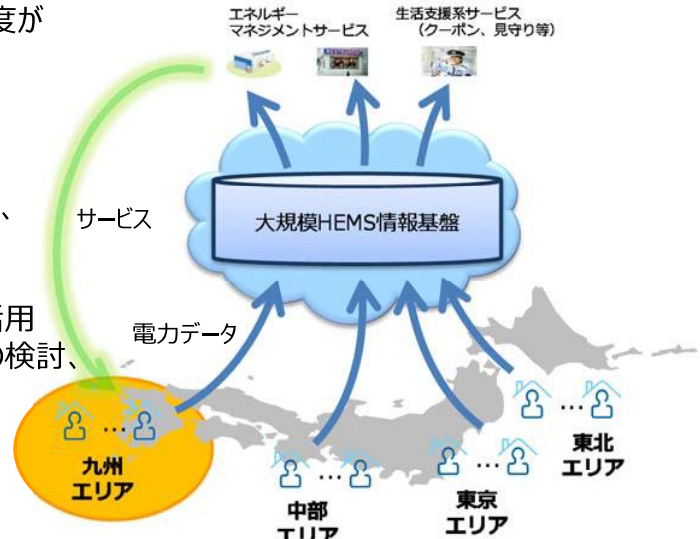 度が
エネルギー
マネジメントサービス
生活支援系サービス
（クーポン、見守り等）
大規模HEMS情報基盤
、
サービス
活用
の検討、
電力データ
九州
エリア
中部
エリア
東京
エリア
東北
エリア